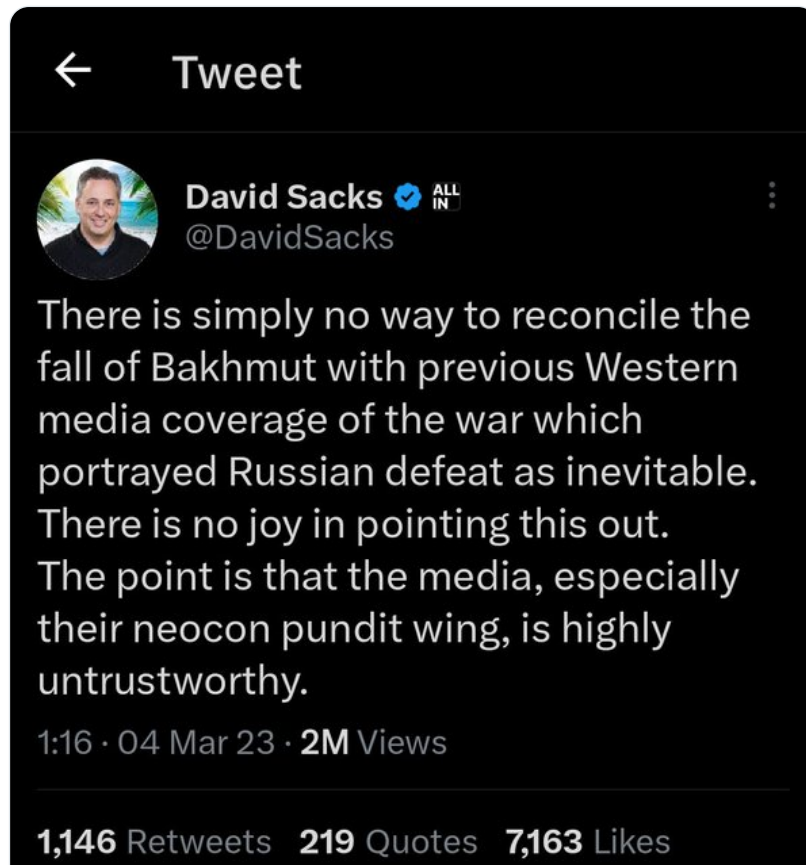 Tweet
David Sacks ALL IN
@DavidSacks
There is simply no way to reconcile the
fall of Bakhmut with previous Western
media coverage of the war which
portrayed Russian defeat as inevitable.
There is no joy in pointing this out.
The point is that the media, especially
their neocon pundit wing, is highly
untrustworthy.
1:16 · 04 Mar 23 · 2M Views
1,146 Retweets 219 Quotes 7,163 Likes